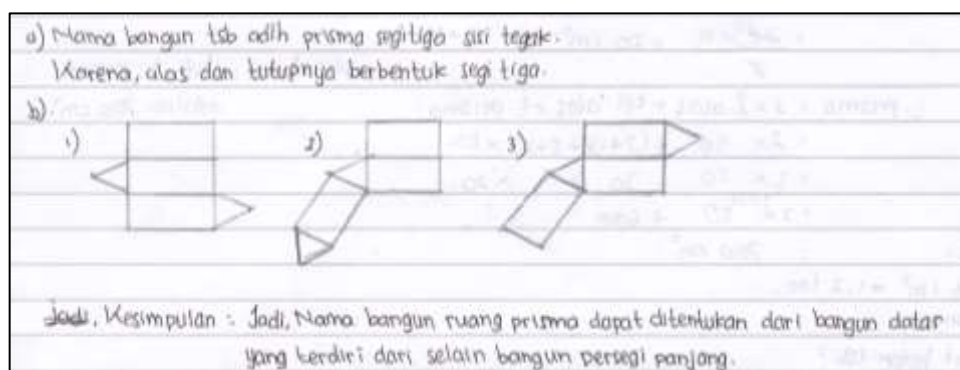 a) Nama bangun tsb adlh prisma segitiga sisi tegak.
Karena, alas dan tutupnya berbentuk segi tiga.
b).
1) 2) 3)
Jadi, Kesimpulan : Jadi, Nama bangun ruang prisma dapat ditentukan dari bangun datar
yang terdiri dari selain bangun persegi panjang.